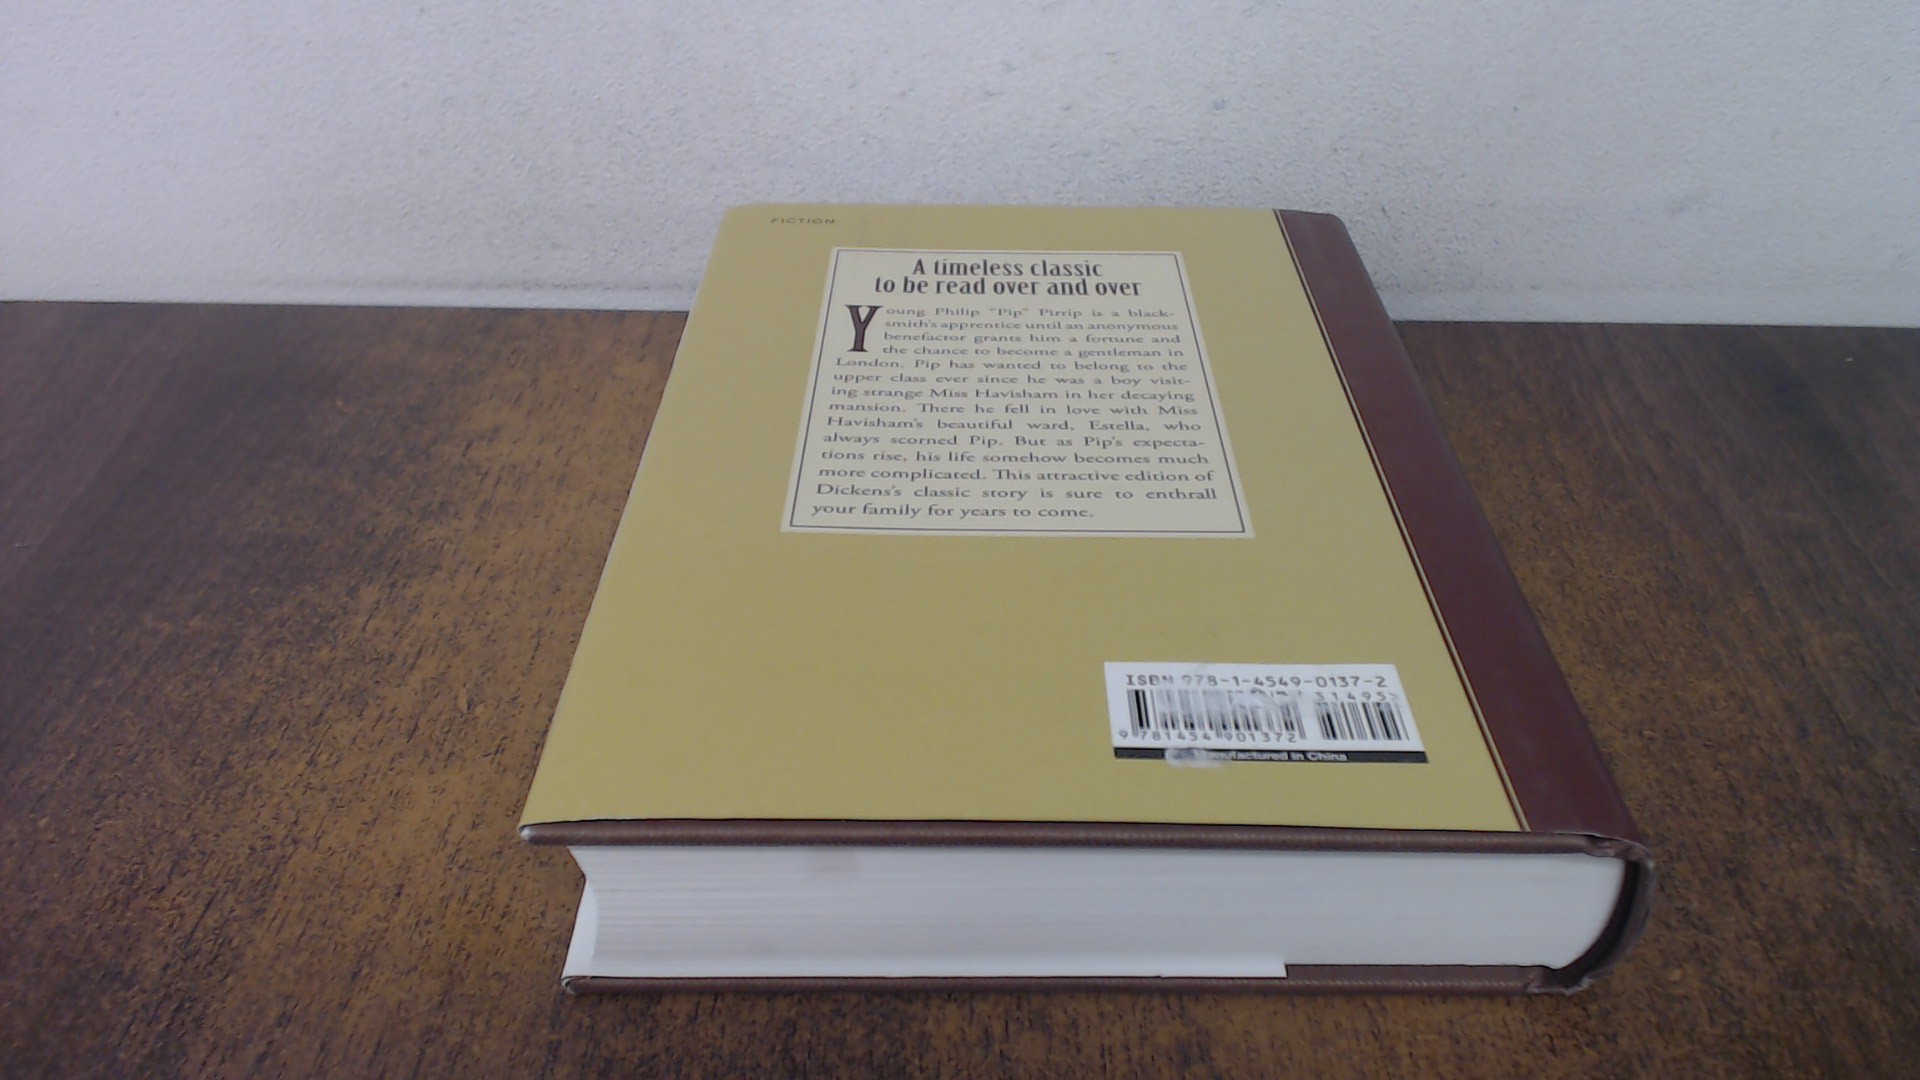 FICTION
A timeless classic
to be read over and over
Young Philip "Pip" Pirrip is a black-
smith's apprentice until an anonymous
benefactor grants him a fortune and
the chance to become a gentleman in
London. Pip has wanted to belong to the
upper class ever since he was a boy visit-
ing strange Miss Havisham in her decaying
mansion. There he fell in love with Miss
Havisham's beautiful ward, Estella, who
always scorned Pip. But as Pip's expecta-
tions rise, his life somehow becomes much
more complicated. This attractive edition of
Dickens's classic story is sure to enthrall
your family for years to come.
ISBN 978-1-4549-0137-2
9 781454 901372
Manufactured in China